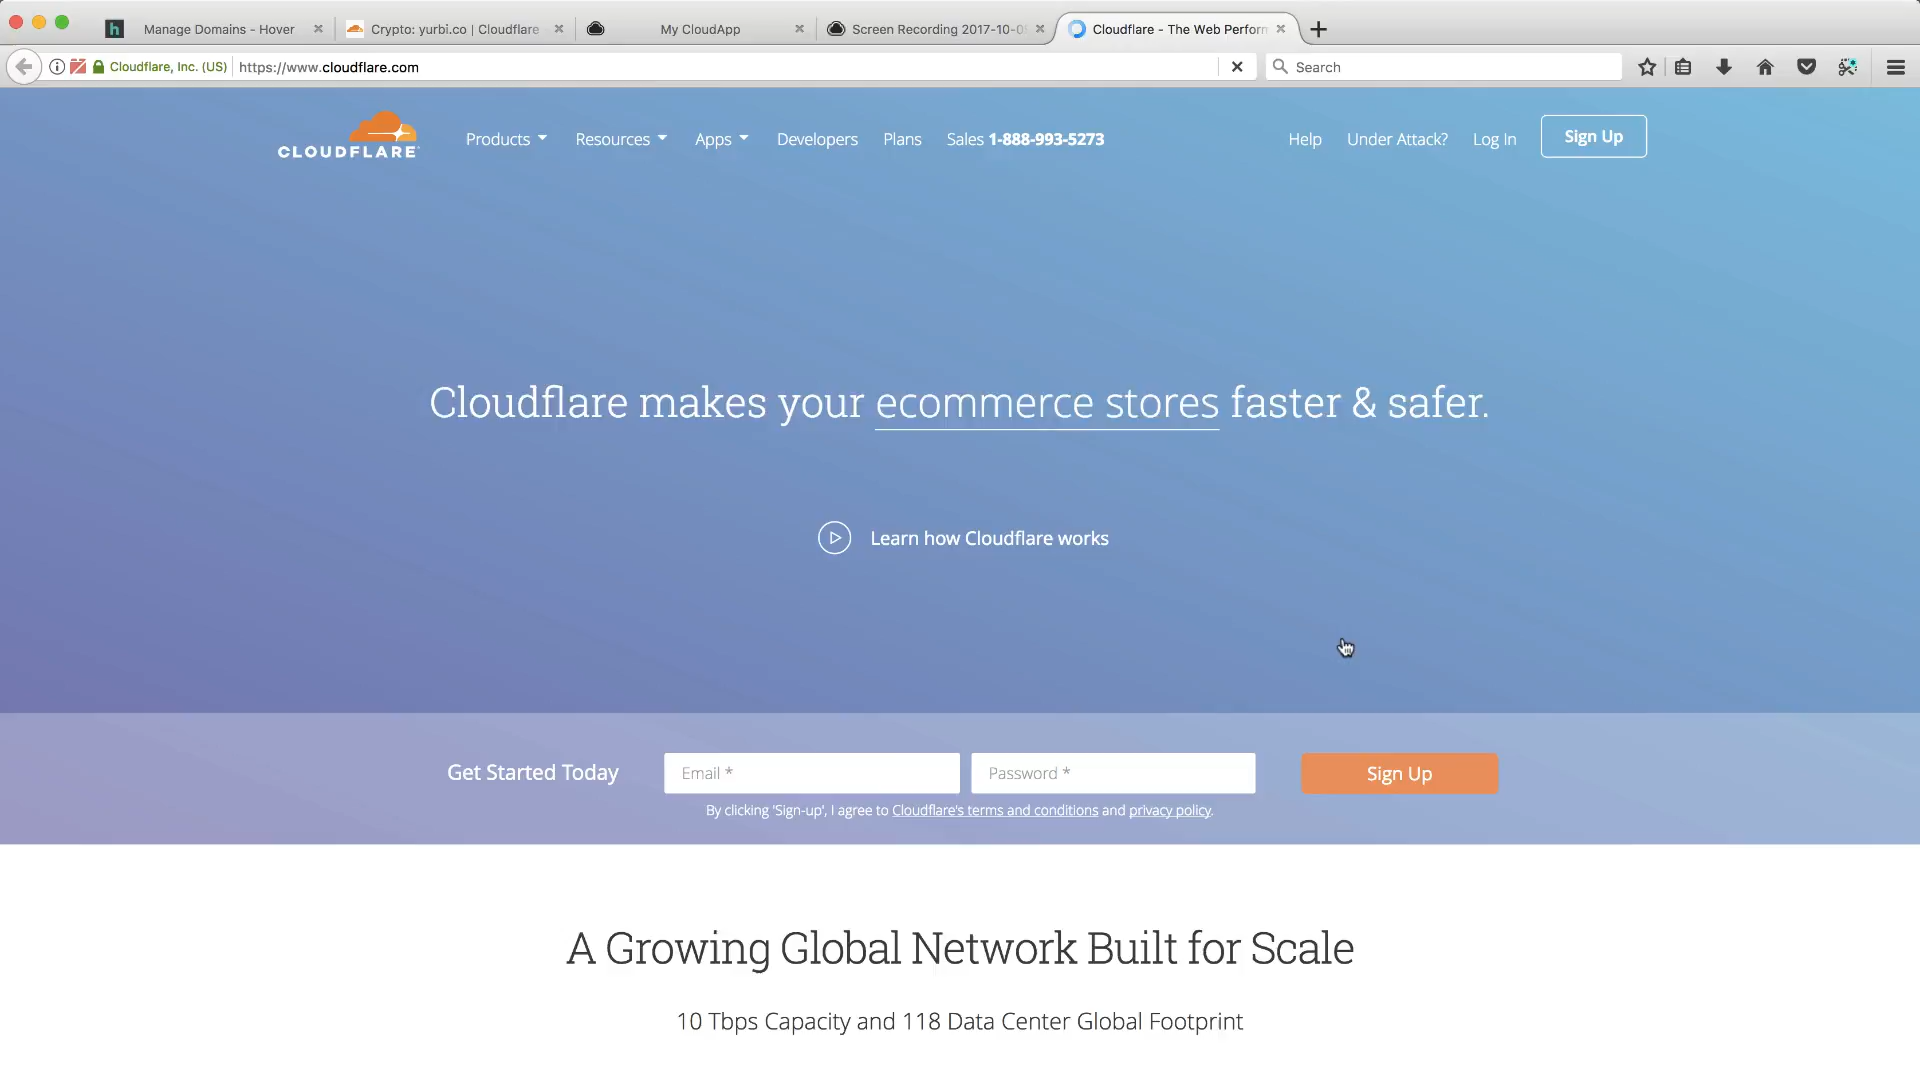 Manage Domains - Hover
Crypto: yurbi.co | Cloudflare
My CloudApp
Screen Recording 2017-10-0
Cloudflare - The Web Perform
Cloudflare, Inc. (US)
https://www.cloudflare.com
Search
CLOUDFLARE
Products
Resources
Apps
Developers
Plans
Sales 1-888-993-5273
Help
Under Attack?
Log In
Sign Up
Cloudflare makes your ecommerce stores faster & safer.
Learn how Cloudflare works
Get Started Today
Email *
Password *
Sign Up
By clicking 'Sign-up', I agree to Cloudflare's terms and conditions and privacy policy.
A Growing Global Network Built for Scale
10 Tbps Capacity and 118 Data Center Global Footprint